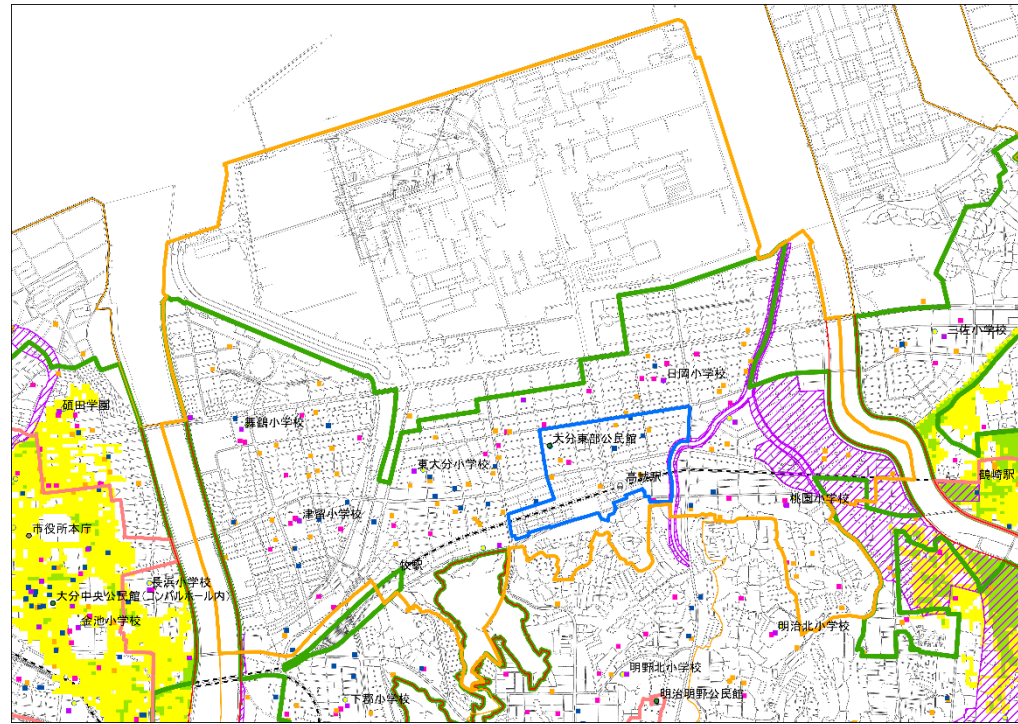 三佐小学校
日岡小学校
碩田学園
舞鶴小学校
大分東部公民館
東大分小学校
高城駅
鶴崎駅
桃園小学校
津留小学校
市役所本庁
牧駅
長浜小学校
大分中央公民館(コンパルホール内)
金池小学校
明治北小学校
明野北小学校
下郡小学校
明治明野公民館